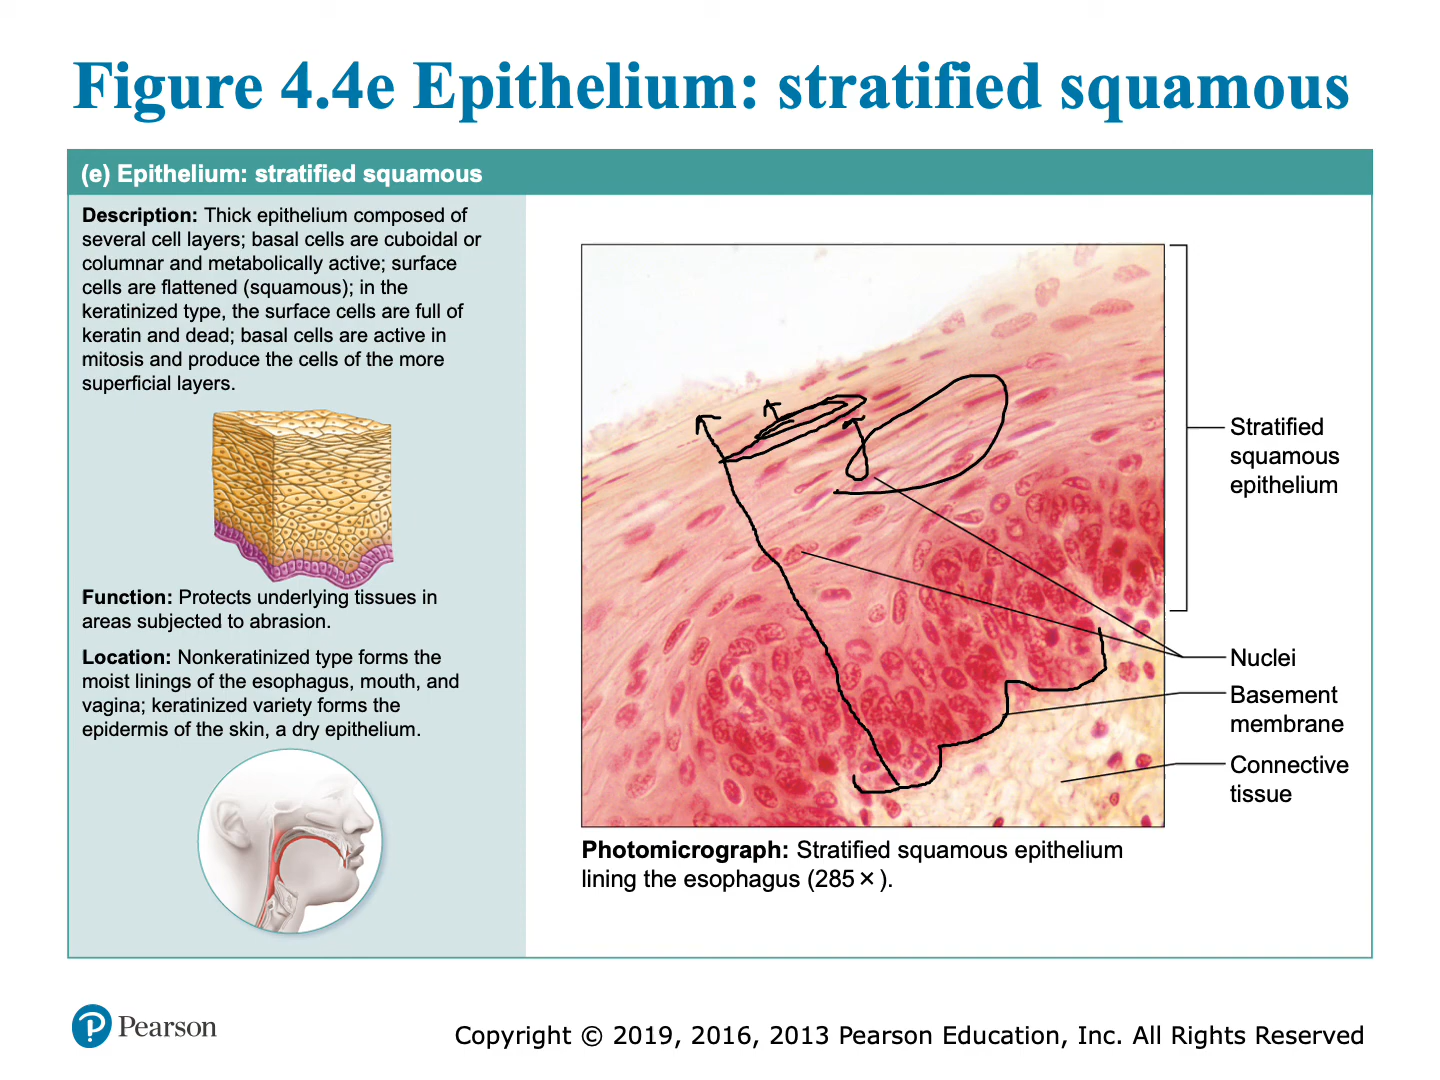 Figure 4.4e Epithelium: stratified squamous
(e) Epithelium: stratified squamous
Description: Thick epithelium composed of
several cell layers; basal cells are cuboidal or
columnar and metabolically active; surface
cells are flattened (squamous); in the
keratinized type, the surface cells are full of
keratin and dead; basal cells are active in
mitosis and produce the cells of the more
superficial layers.
Function: Protects underlying tissues in
areas subjected to abrasion.
Location: Nonkeratinized type forms the
moist linings of the esophagus, mouth, and
vagina; keratinized variety forms the
epidermis of the skin, a dry epithelium.
Stratified
squamous
epithelium
Nuclei
Basement
membrane
Connective
tissue
Photomicrograph: Stratified squamous epithelium
lining the esophagus (285×).
Pearson
Copyright © 2019, 2016, 2013 Pearson Education, Inc. All Rights Reserved